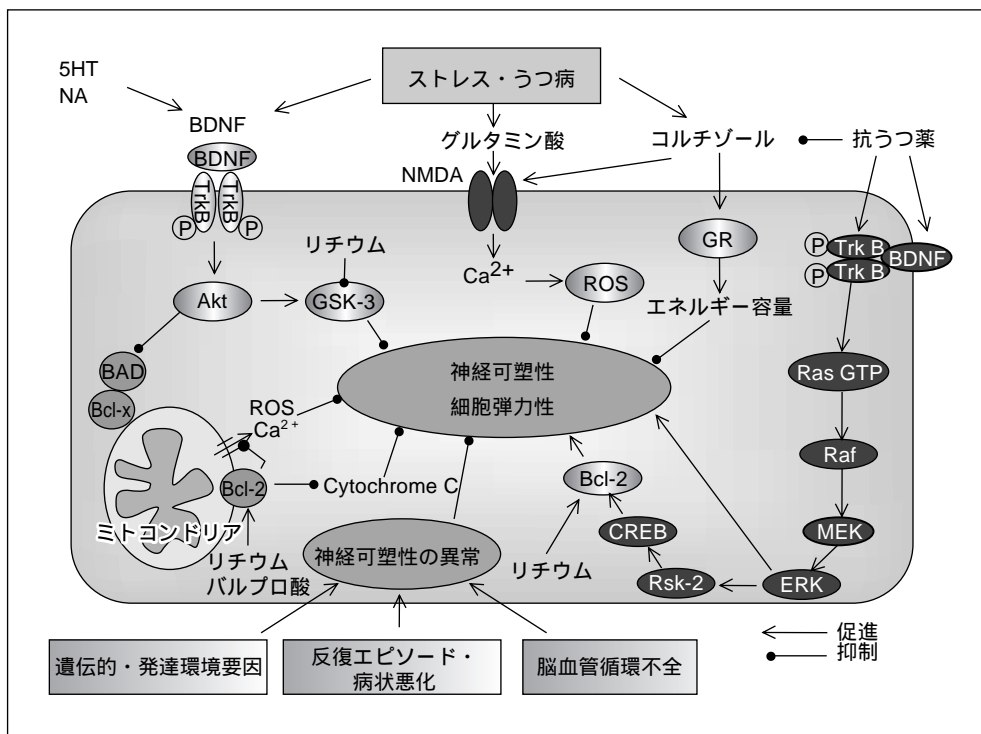 5HT
NA
ストレス・うつ病
BDNF
グルタミン酸
コルチゾール
抗うつ薬
BDNF
NMDA
TrkB
TrkB
P
P
リチウム
GR
P
Trk B
BDNF
P
Trk B
Ca2+
ROS
Akt
GSK-3
エネルギー容量
BAD
神経可塑性
細胞弾力性
Ras GTP
Bcl-x
ROS
Ca2+
Raf
Bcl-2
Cytochrome C
Bcl-2
ミトコンドリア
CREB
MEK
リチウム
バルプロ酸
神経可塑性の異常
リチウム
Rsk-2
ERK
促進
抑制
遺伝的・発達環境要因
反復エピソード・
病状悪化
脳血管循環不全